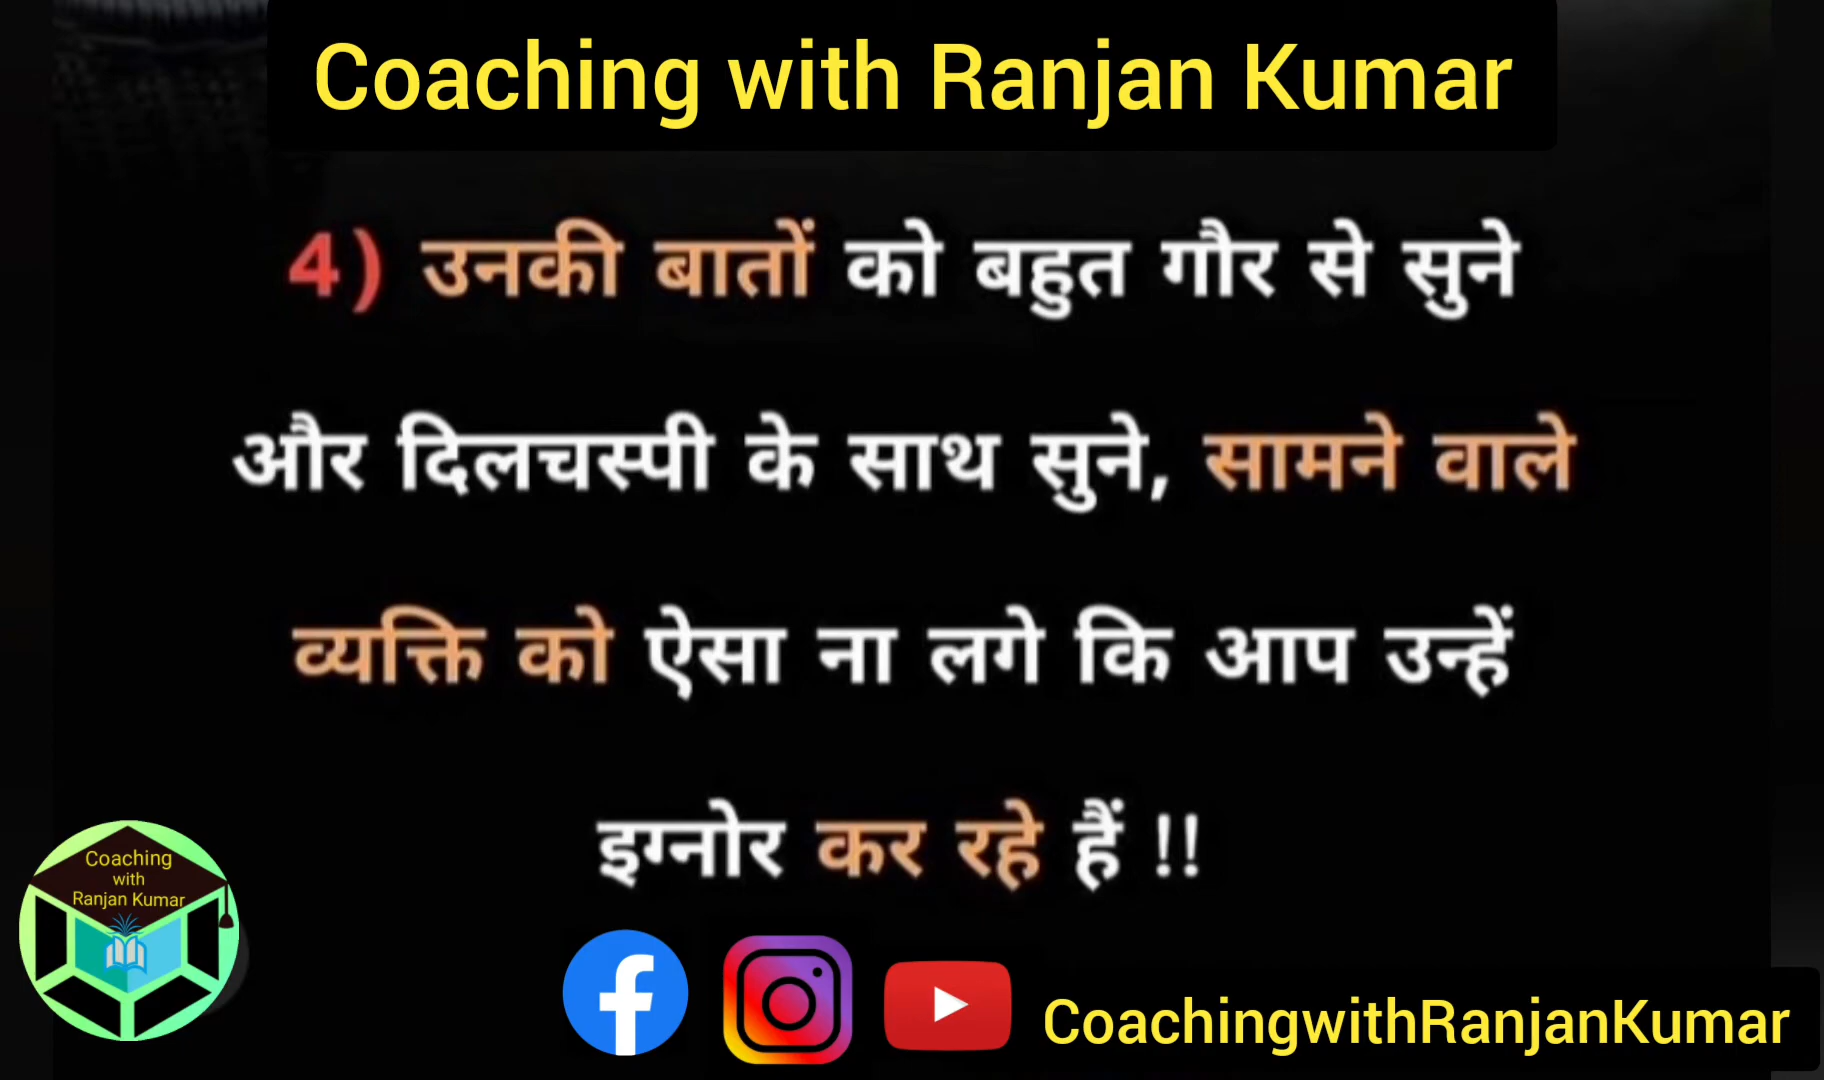 Coaching with Ranjan Kumar
4) उनकी बातों को बहुत गौर से सुने
और दिलचस्पी के साथ सुने, सामने वाले
व्यक्ति को ऐसा ना लगे कि आप उन्हें
इग्नोर कर रहे हैं !!
Coaching
with
Ranjan Kumar
CoachingwithRanjanKumar